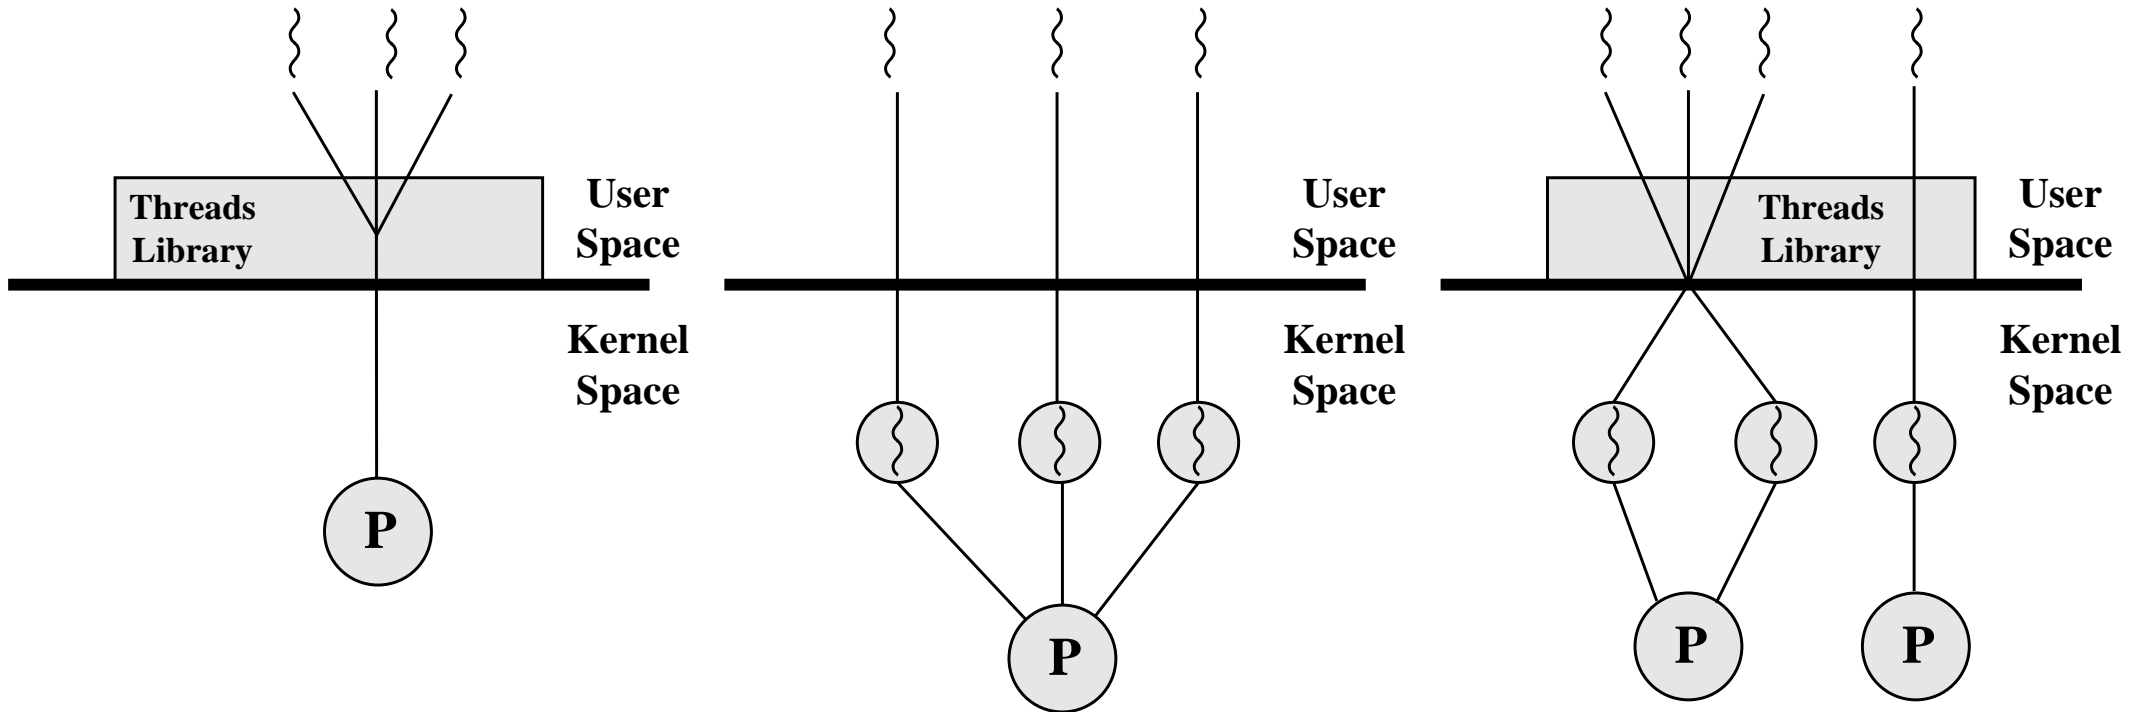 Threads
Library
User
Space
Kernel
Space
P
User
Space
Kernel
Space
P
Threads
Library
User
Space
Kernel
Space
P
P